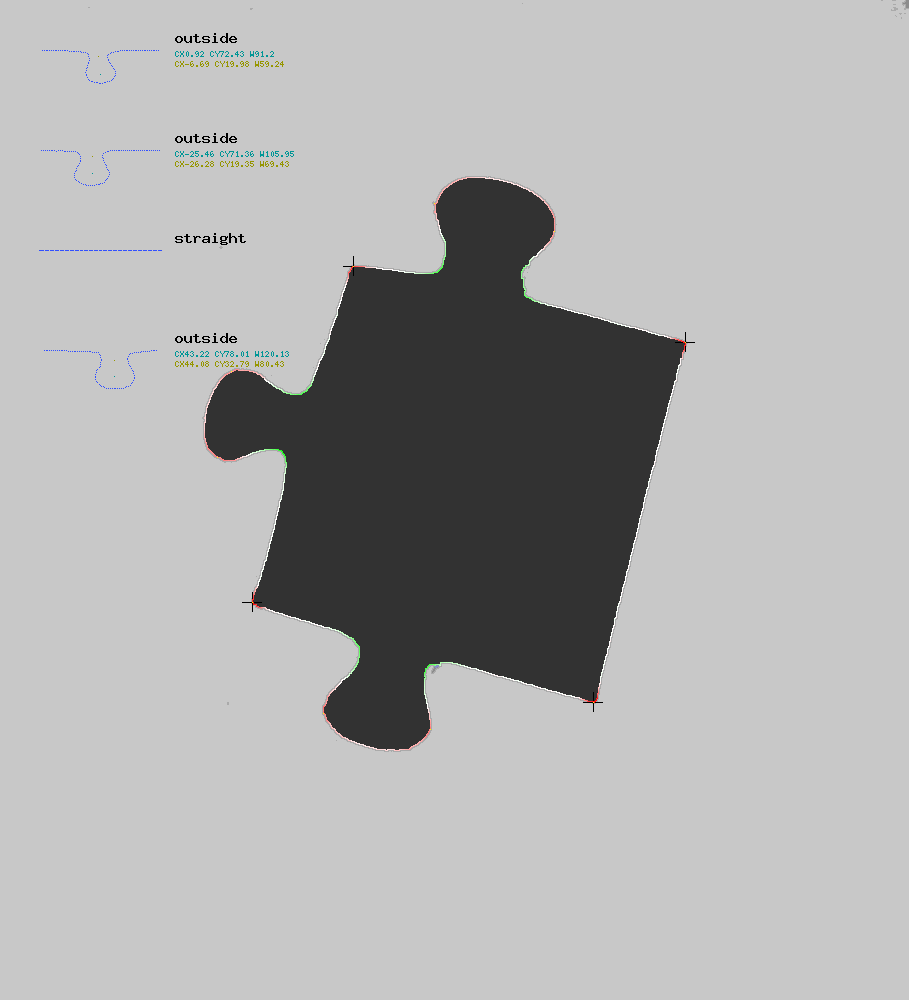 outside
CX0.92 CY72.43 W91.2
CX-6.69 CY19.98 W59.24
outside
CX-25.46 CY71.36 W105.95
CX-26.28 CY19.35 W69.43
straight
outside
CX43.22 CY78.01 W120.13
CX44.08 CY32.79 W80.43